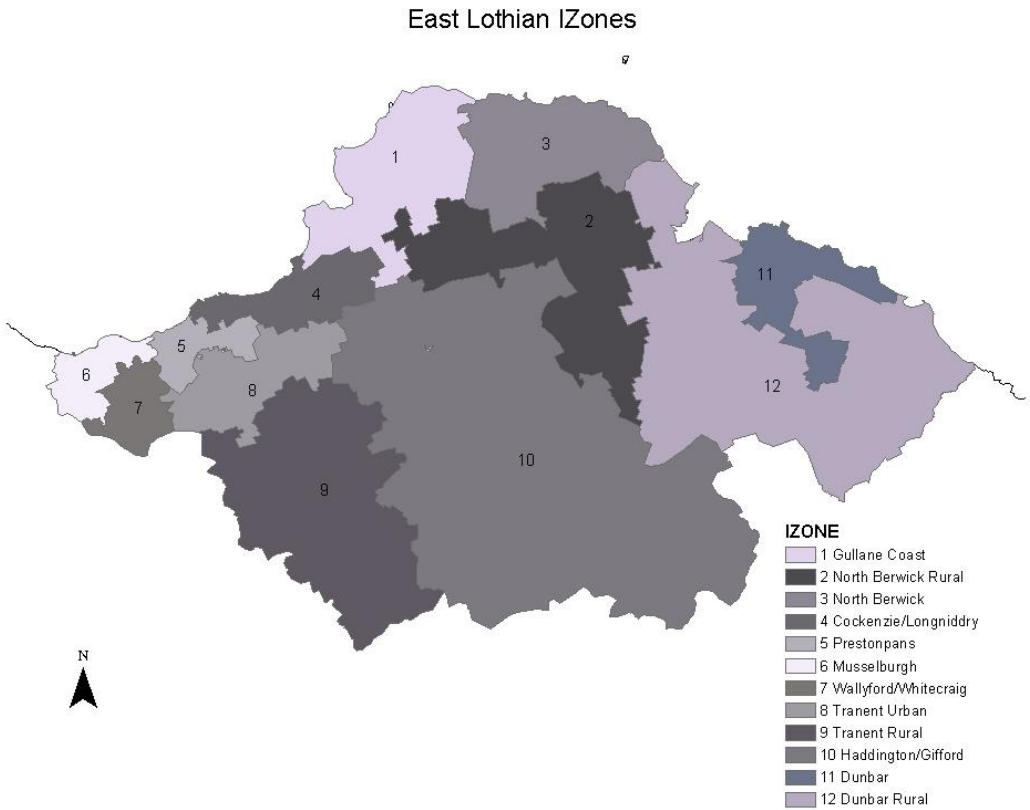 East Lothian IZones
1
3
2
11
4
5
6
8
12
7
10
9
IZONE
1 Gullane Coast
2 North Berwick Rural
3 North Berwick
4 Cockenzie/Longniddry
5 Prestonpans
6 Musselburgh
7 Wallyford/Whitecraig
8 Tranent Urban
9 Tranent Rural
10 Haddington/Gifford
11 Dunbar
12 Dunbar Rural
N